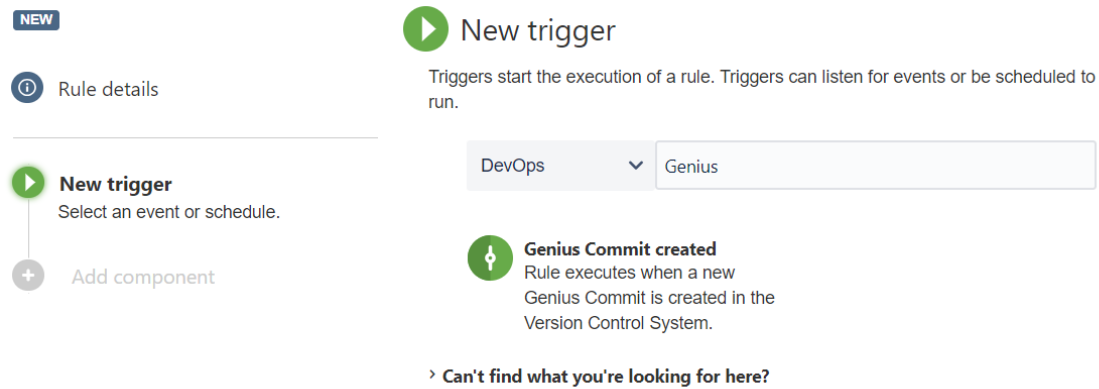 NEW
Rule details
New trigger
Select an event or schedule.
Add component
New trigger
Triggers start the execution of a rule. Triggers can listen for events or be scheduled to
run.
DevOps
Genius
Genius Commit created
Rule executes when a new
Genius Commit is created in the
Version Control System.
Can't find what you're looking for here?